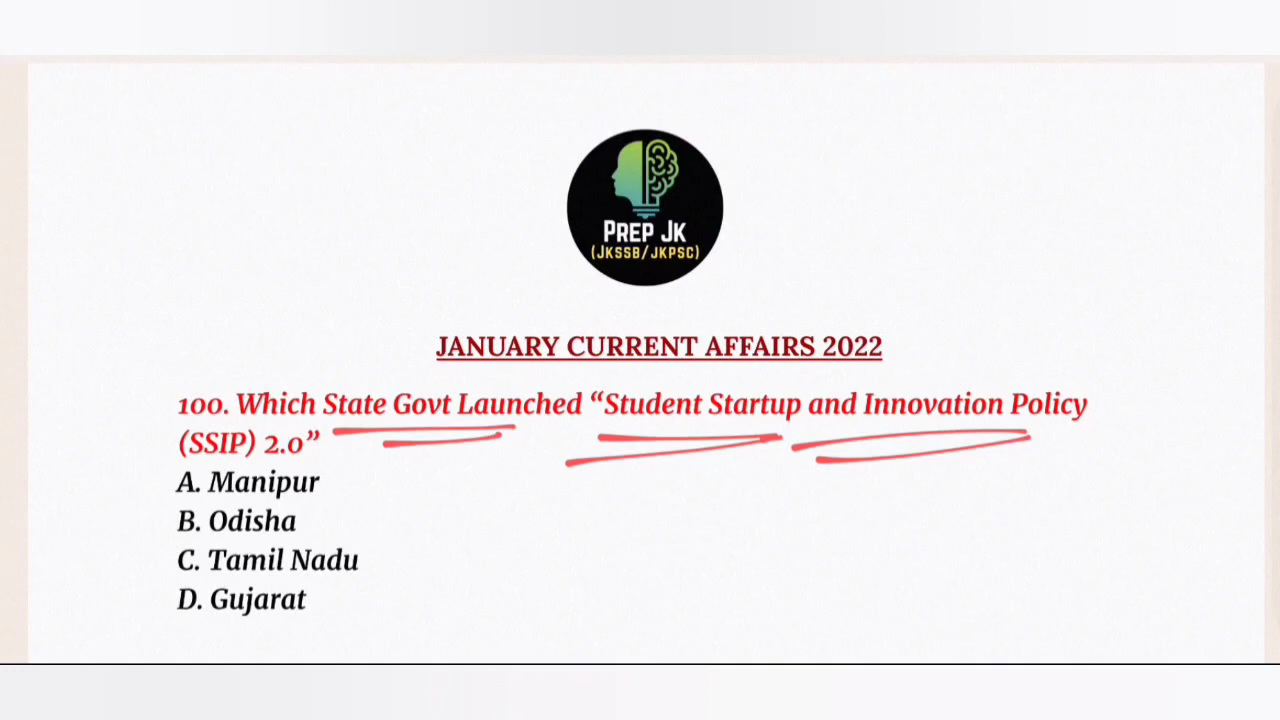 PREP JK
(JKSSB/JKPSC)
JANUARY CURRENT AFFAIRS 2022
100. Which State Govt Launched “Student Startup and Innovation Policy
(SSIP) 2.0”
A. Manipur
B. Odisha
C. Tamil Nadu
D. Gujarat